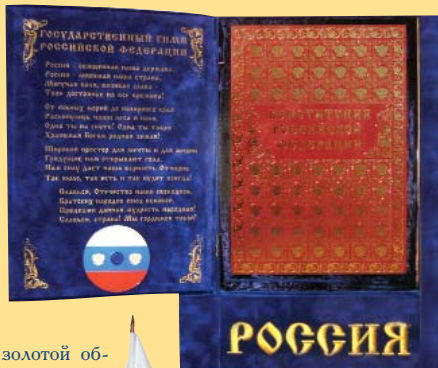 ГОСУДАРСТВЕННЫЙ ГИМН
РОССИЙСКОЙ ФЕДЕРАЦИИ
Россия - священная наша держава,
Россия - любимая наша страна.
Могучая воля, великая слава -
Твоё достоянье на все времена!
От южных морей до полярного края
Раскинулись наши леса и поля.
Одна ты на свете! Одна ты такая -
Хранимая Богом родная земля!
Широкий простор для мечты и для жизни
Грядущие нам открывают года.
Нам силу даёт наша верность Отчизне.
Так было, так есть и так будет всегда!
Славься, Отечество наше свободное,
Братских народов союз вековой,
Предками данная мудрость народная!
Славься, страна! Мы гордимся тобой!
КОНСТИТУЦИЯ
РОССИЙСКОЙ
ФЕДЕРАЦИИ
РОССИЯ
золотой об-